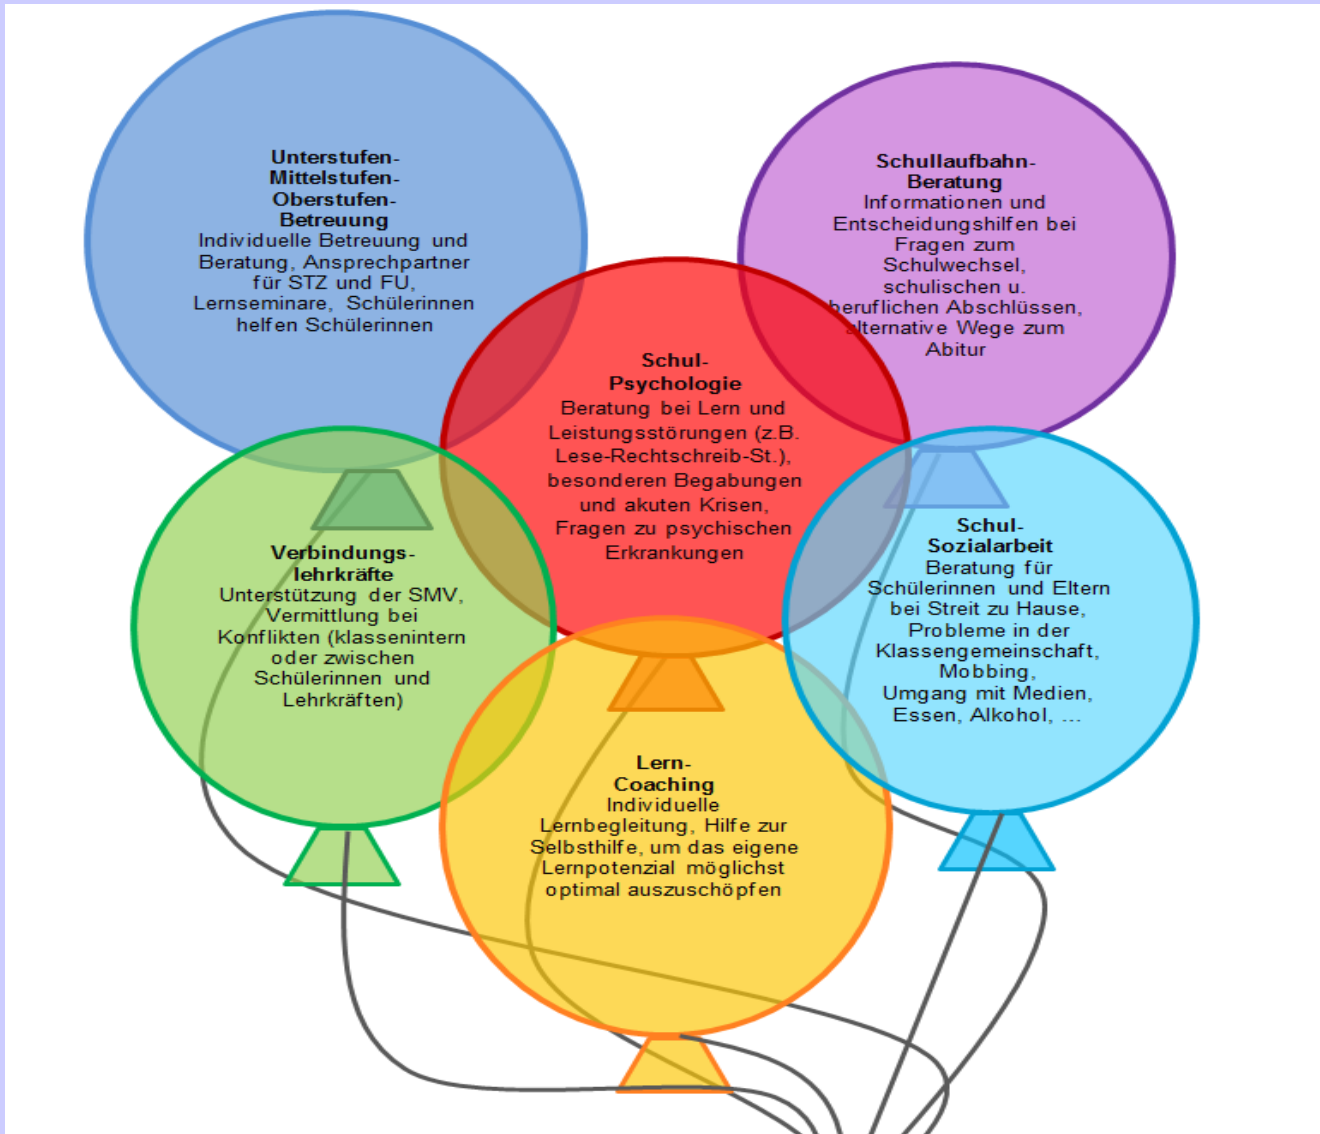 Unterstufen-
Mittelstufen-
Oberstufen-
Betreuung
Individuelle Betreuung und
Beratung, Ansprechpartner
für STZ und FU,
Lernseminare, Schülerinnen
helfen Schülerinnen
Schullaufbahn-
Beratung
Informationen und
Entscheidungshilfen bei
Fragen zum
Schulwechsel,
schulischen u.
beruflichen Abschlüssen,
alternative Wege zum
Abitur
Schul-
Psychologie
Beratung bei Lern und
Leistungsstörungen (z.B.
Lese-Rechtschreib-St.),
besonderen Begabungen
und akuten Krisen,
Fragen zu psychischen
Erkrankungen
Verbindungs-
lehrkräfte
Unterstützung der SMV,
Vermittlung bei
Konflikten (klassenintern
oder zwischen
Schülerinnen und
Lehrkräften)
Schul-
Sozialarbeit
Beratung für
Schülerinnen und Eltern
bei Streit zu Hause,
Probleme in der
Klassengemeinschaft,
Mobbing,
Umgang mit Medien,
Essen, Alkohol, ...
Lern-
Coaching
Individuelle
Lernbegleitung, Hilfe zur
Selbsthilfe, um das eigene
Lernpotenzial möglichst
optimal auszuschöpfen